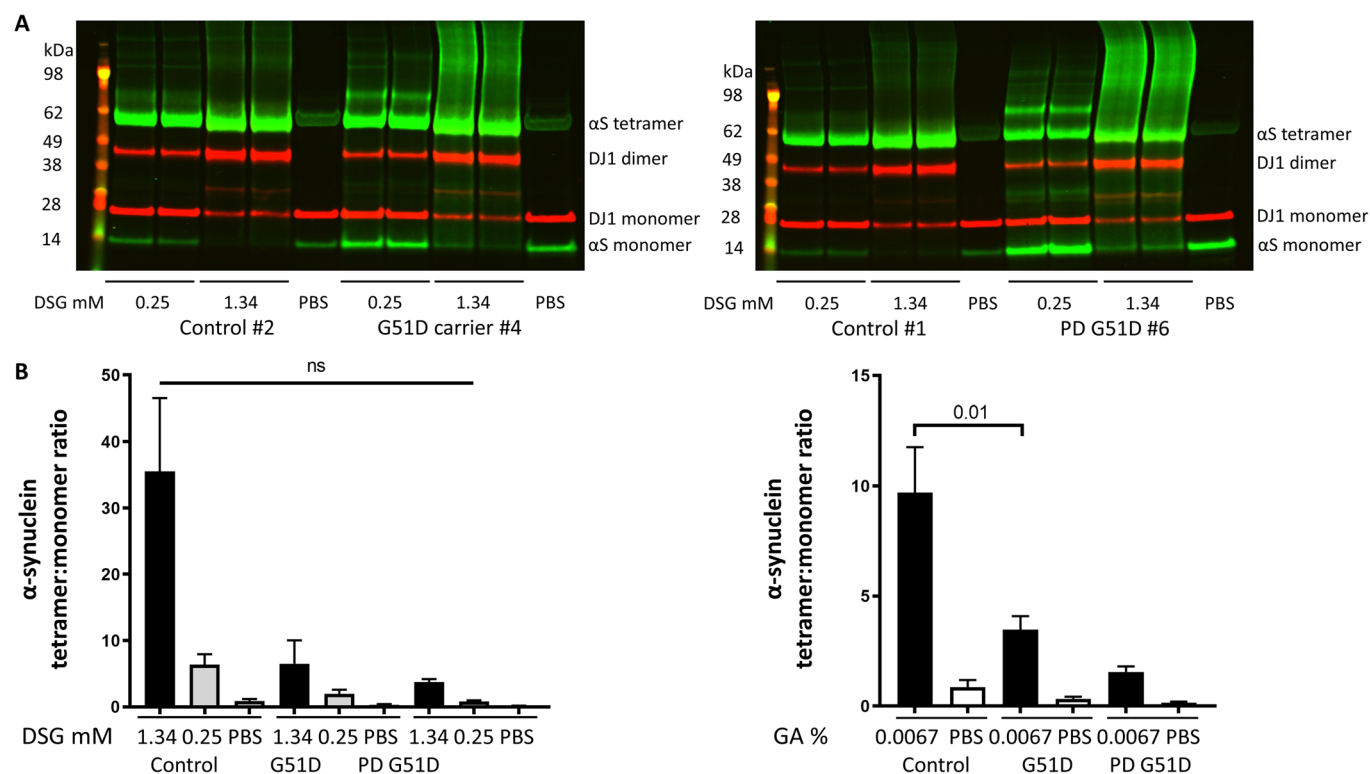 A
kDa
98
62
49
38
28
14
αS tetramer
DJ1 dimer
DJ1 monomer
αS monomer
DSG mM 0.25 1.34 PBS 0.25 1.34 PBS
Control #2 G51D carrier #4
kDa
98
62
49
38
28
14
αS tetramer
DJ1 dimer
DJ1 monomer
αS monomer
DSG mM 0.25 1.34 PBS 0.25 1.34 PBS
Control #1 PD G51D #6
B
α-synuclein
tetramer:monomer ratio
50
40
30
20
10
0
ns
DSG mM 1.34 0.25 PBS 1.34 0.25 PBS 1.34 0.25 PBS
Control G51D PD G51D
α-synuclein
tetramer:monomer ratio
15
10
5
0
0.01
GA % 0.0067 PBS 0.0067 PBS 0.0067 PBS
Control G51D PD G51D